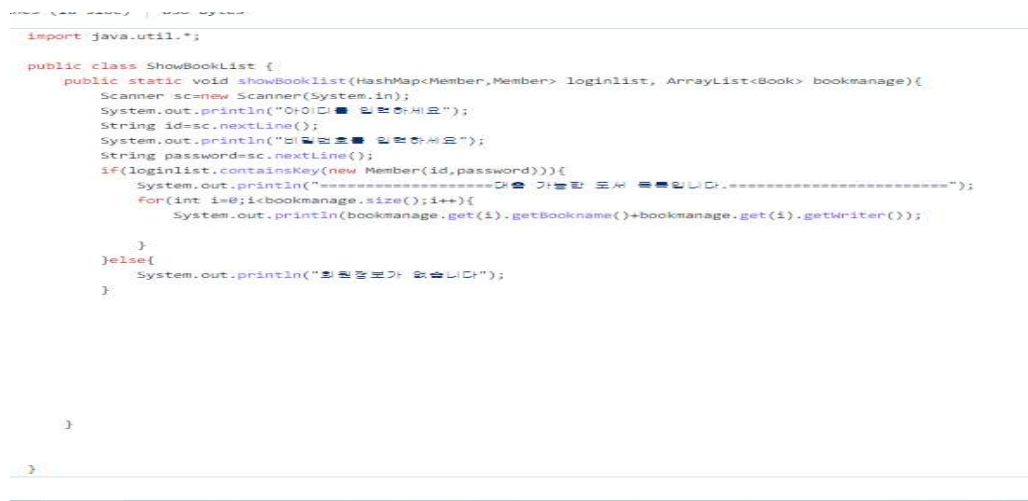 import java.util.*;
public class ShowBookList {
public static void showBooklist(HashMap<Member,Member> loginlist, ArrayList<Book> bookmanage){
Scanner sc=new Scanner(System.in);
System.out.println("아이디를 입력하세요");
String id=sc.nextLine();
System.out.println("비밀번호를 입력하세요");
String password=sc.nextLine();
if(loginlist.containsKey(new Member(id,password))){
System.out.println("===================대출 가능한 도서 목록입니다.========================");
for(int i=0;i<bookmanage.size();i++){
System.out.println(bookmanage.get(i).getBookname()+bookmanage.get(i).getWriter());
}
}else{
System.out.println("회원정보가 없습니다");
}
}
}